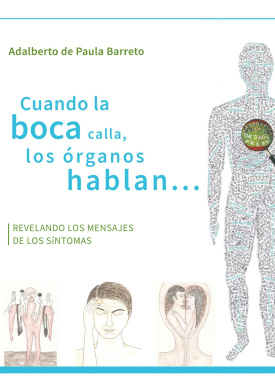 Adalberto de Paula Barreto
Cuando la
boca calla,
los órganos
hablan...
REVELANDO LOS MENSAJES
DE LOS SíNTOMAS